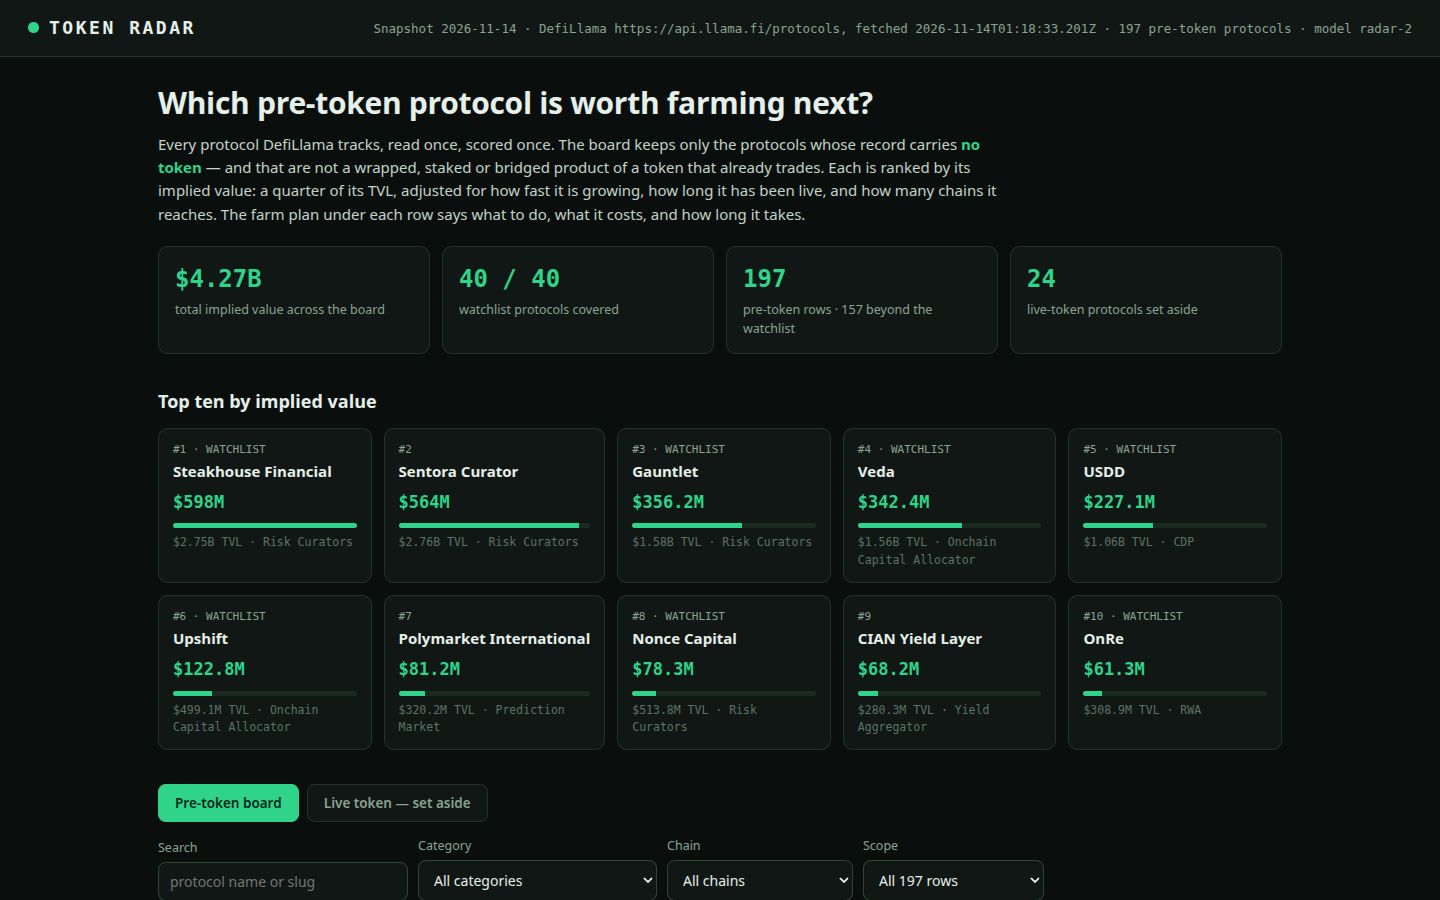 TOKEN RADAR
Snapshot 2026-11-14 · DefiLlama https://api.llama.fi/protocols, fetched 2026-11-14T01:18:33.201Z · 197 pre-token protocols · model radar-2
Which pre-token protocol is worth farming next?
Every protocol DefiLlama tracks, read once, scored once. The board keeps only the protocols whose record carries no
token — and that are not a wrapped, staked or bridged product of a token that already trades. Each is ranked by its
implied value: a quarter of its TVL, adjusted for how fast it is growing, how long it has been live, and how many chains it
reaches. The farm plan under each row says what to do, what it costs, and how long it takes.
$4.27B
total implied value across the board
40 / 40
watchlist protocols covered
197
pre-token rows · 157 beyond the
watchlist
24
live-token protocols set aside
Top ten by implied value
#1 · WATCHLIST
Steakhouse Financial
$598M
$2.75B TVL · Risk Curators
#2
Sentora Curator
$564M
$2.76B TVL · Risk Curators
#3 · WATCHLIST
Gauntlet
$356.2M
$1.58B TVL · Risk Curators
#4 · WATCHLIST
Veda
$342.4M
$1.56B TVL · Onchain
Capital Allocator
#5 · WATCHLIST
USDD
$227.1M
$1.06B TVL · CDP
#6 · WATCHLIST
Upshift
$122.8M
$499.1M TVL · Onchain
Capital Allocator
#7
Polymarket International
$81.2M
$320.2M TVL · Prediction
Market
#8 · WATCHLIST
Nonce Capital
$78.3M
$513.8M TVL · Risk
Curators
#9
CIAN Yield Layer
$68.2M
$280.3M TVL · Yield
Aggregator
#10 · WATCHLIST
OnRe
$61.3M
$308.9M TVL · RWA
Pre-token board
Live token — set aside
Search
Category
Chain
Scope
protocol name or slug
All categories
All chains
All 197 rows